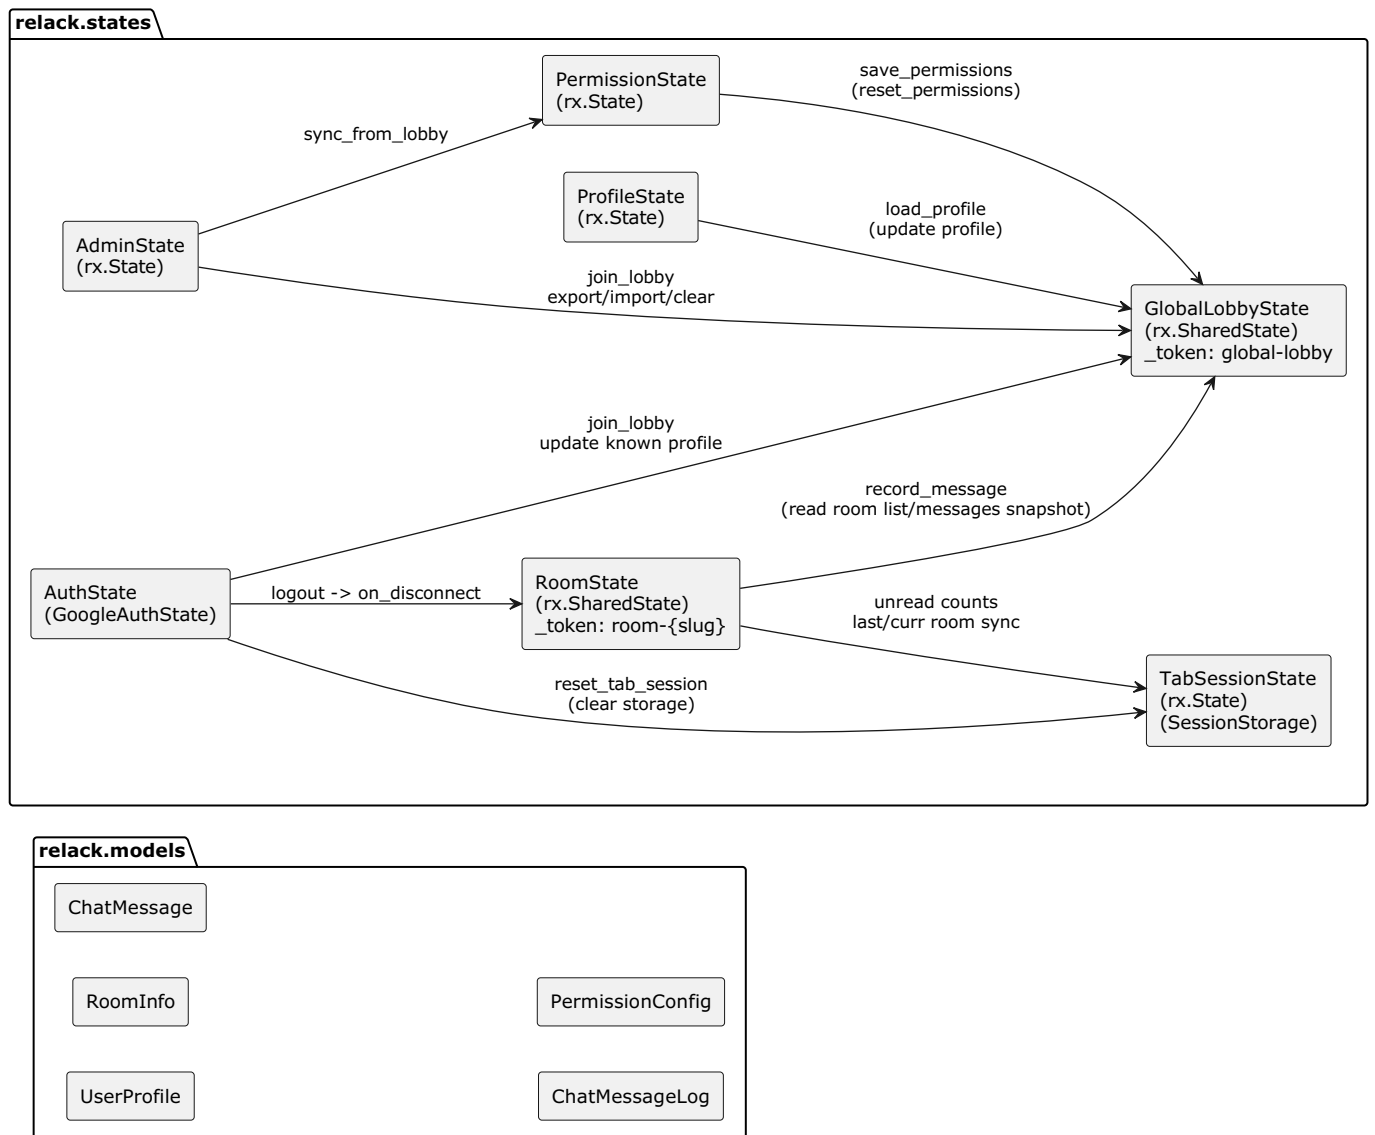 relack.states
PermissionState
(rx.State)
save_permissions
(reset_permissions)
sync_from_lobby
ProfileState
(rx.State)
load_profile
(update profile)
AdminState
(rx.State)
join_lobby
export/import/clear
GlobalLobbyState
(rx.SharedState)
_token: global-lobby
join_lobby
update known profile
record_message
(read room list/messages snapshot)
AuthState
(GoogleAuthState)
logout -> on_disconnect
RoomState
(rx.SharedState)
_token: room-{slug}
unread counts
last/curr room sync
reset_tab_session
(clear storage)
TabSessionState
(rx.State)
(SessionStorage)
relack.models
ChatMessage
RoomInfo
PermissionConfig
UserProfile
ChatMessageLog